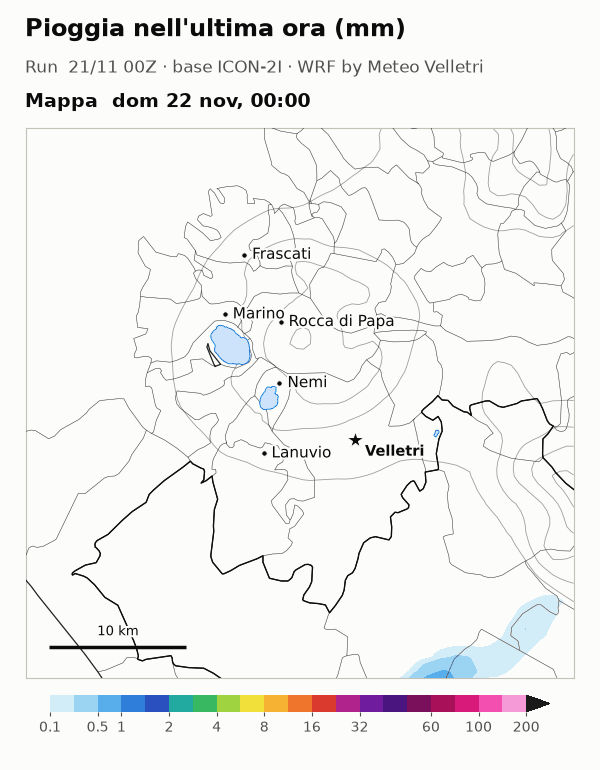 Pioggia nell'ultima ora (mm)
Run  21/11 00Z · base ICON-2I · WRF by Meteo Velletri
Mappa  dom 22 nov, 00:00
Frascati
Marino
Rocca di Papa
Nemi
Velletri
Lanuvio
10 km
0.1 0.5 1 2 4 8 16 32 60 100 200